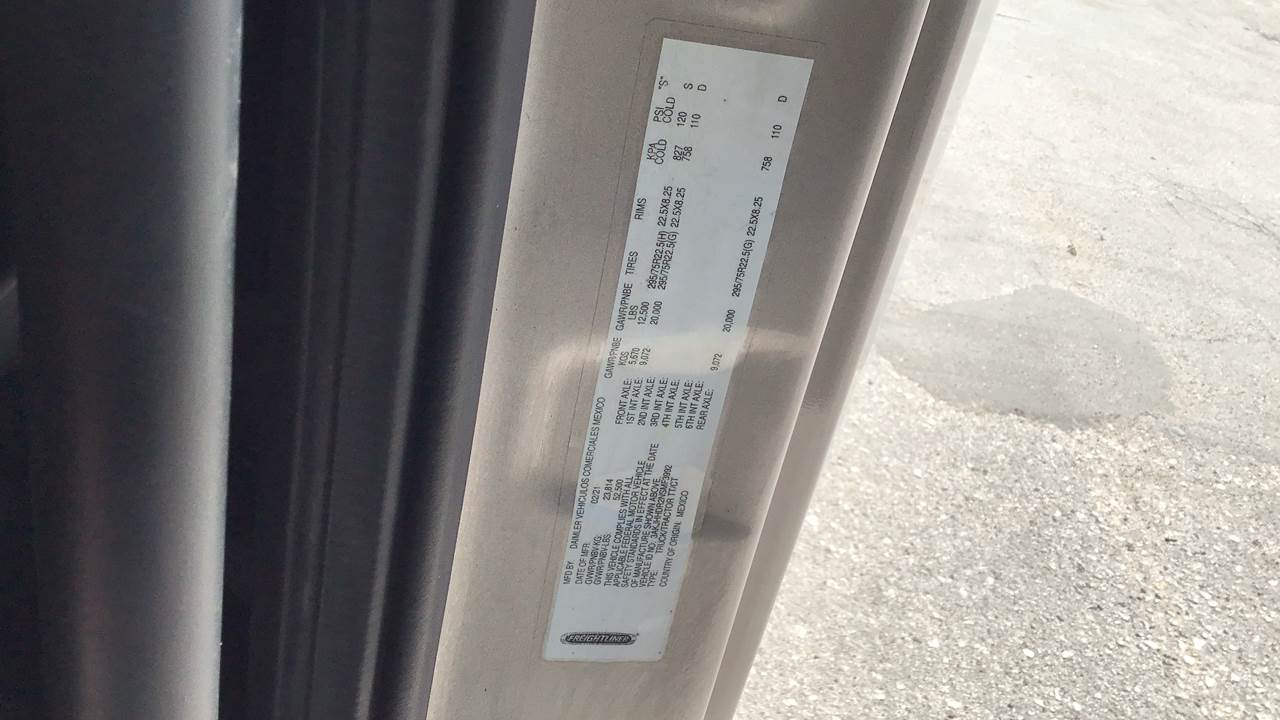 FREIGHTLINER
MFD BY DAIMLER VEHICULOS COMERCIALES MEXICO
DATE OF MFR: 02/21
GVWR/PNBV-KG: 23,814
GVWR/PNBV-LBS 52,500
THIS VEHICLE COMPLIES WITH ALL
APPLICABLE FEDERAL MOTOR VEHICLE
SAFETY STANDARDS IN EFFECT AT THE DATE
OF MANUFACTURE SHOWN ABOVE.
VEHICLE ID NO.
TYPE: TRUCK/TRACTOR TT/CT
COUNTRY OF ORIGIN: MEXICO
GAWR/PNBE GAWR/PNBE TIRES RIMS KPA PSI "S"
KGS LBS COLD COLD
FRONT AXLE: 5,670 12,500 295/75R22.5(H) 22.5X8.25 827 120 S
1ST INT AXLE: 9,072 20,000 295/75R22.5(G) 22.5X8.25 758 110 D
2ND INT AXLE:
3RD INT AXLE:
4TH INT AXLE:
5TH INT AXLE:
6TH INT AXLE:
REAR AXLE: 9,072 20,000 295/75R22.5(G) 22.5X8.25 758 110 D